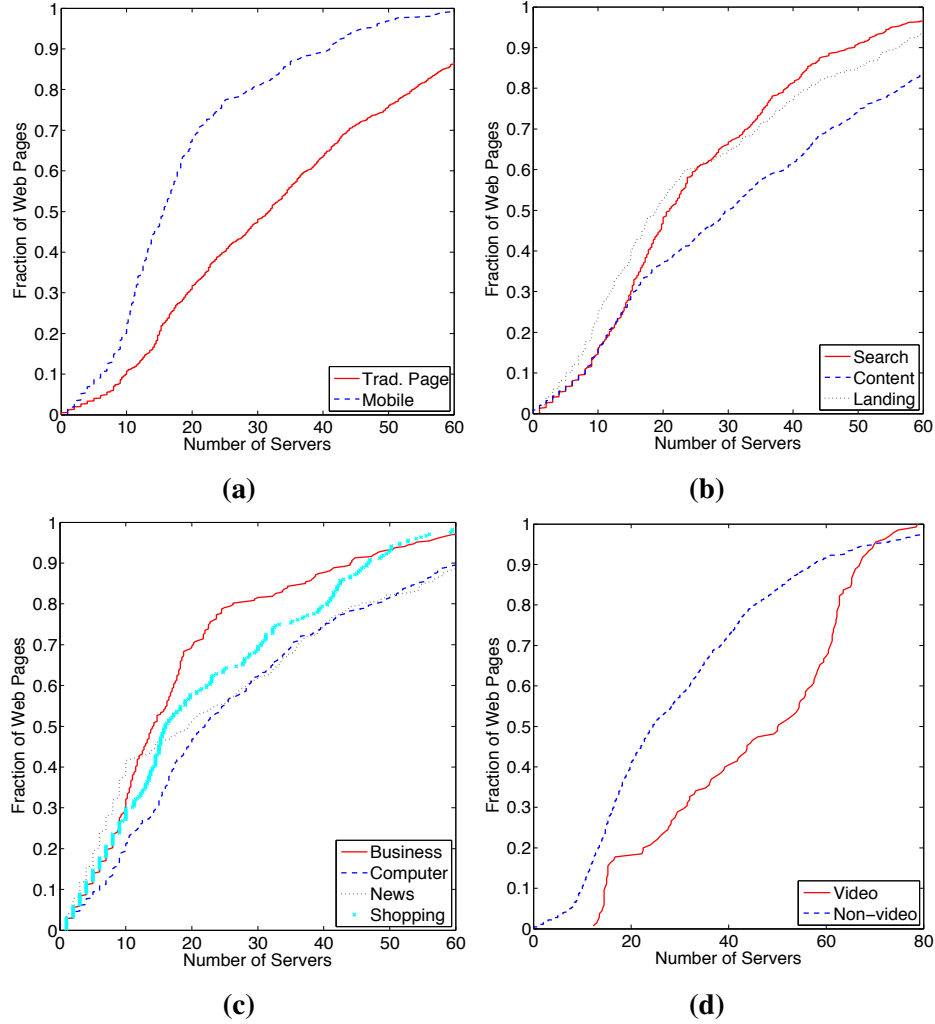 1
0.9
0.8
0.7
0.6
0.5
0.4
0.3
0.2
0.1
0
Fraction of Web Pages
Trad. Page
Mobile
0 10 20 30 40 50 60
Number of Servers
(a)
1
0.9
0.8
0.7
0.6
0.5
0.4
0.3
0.2
0.1
0
Fraction of Web Pages
Search
Content
Landing
0 10 20 30 40 50 60
Number of Servers
(b)
1
0.9
0.8
0.7
0.6
0.5
0.4
0.3
0.2
0.1
0
Fraction of Web Pages
Business
Computer
News
Shopping
0 10 20 30 40 50 60
Number of Servers
(c)
1
0.9
0.8
0.7
0.6
0.5
0.4
0.3
0.2
0.1
0
Fraction of Web Pages
Video
Non-video
0 20 40 60 80
Number of Servers
(d)